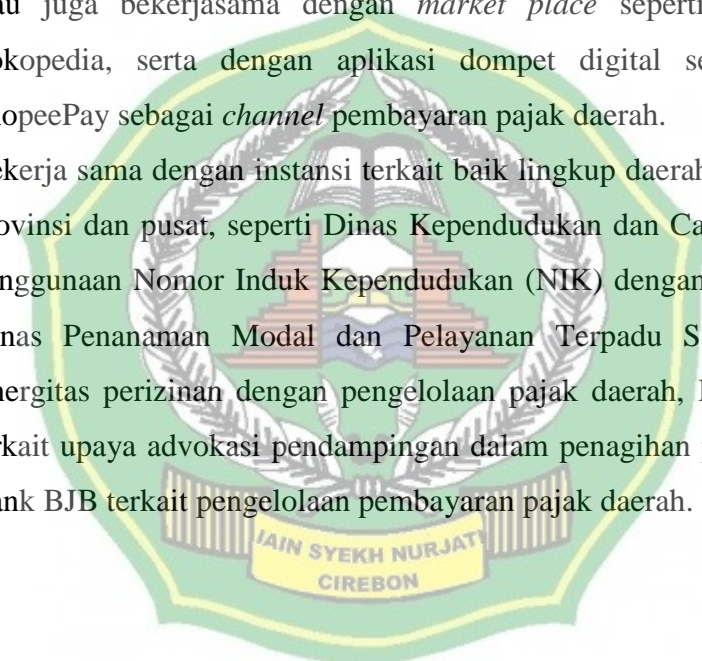 au juga bekerjasama dengan market place seperti
okopedia, serta dengan aplikasi dompet digital se
opeePay sebagai channel pembayaran pajak daerah.
ekerja sama dengan instansi terkait baik lingkup daerah
ovinsi dan pusat, seperti Dinas Kependudukan dan Ca
nggunaan Nomor Induk Kependudukan (NIK) dengan
nas Penanaman Modal dan Pelayanan Terpadu S
nergitas perizinan dengan pengelolaan pajak daerah,
rkait upaya advokasi pendampingan dalam penagihan
ank BJB terkait pengelolaan pembayaran pajak daerah.
IAIN SYEKH NURJATI
CIREBON